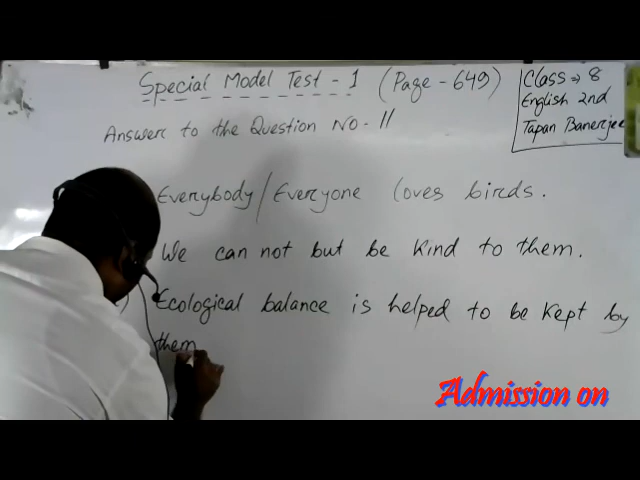 Special Model Test - 1 (Page - 649)
Class => 8
English 2nd
Tapan Banerjee
Answer to the Question No - 11
Everybody/Everyone loves birds.
We can not but be kind to them.
Ecological balance is helped to be kept by
them
Admission on